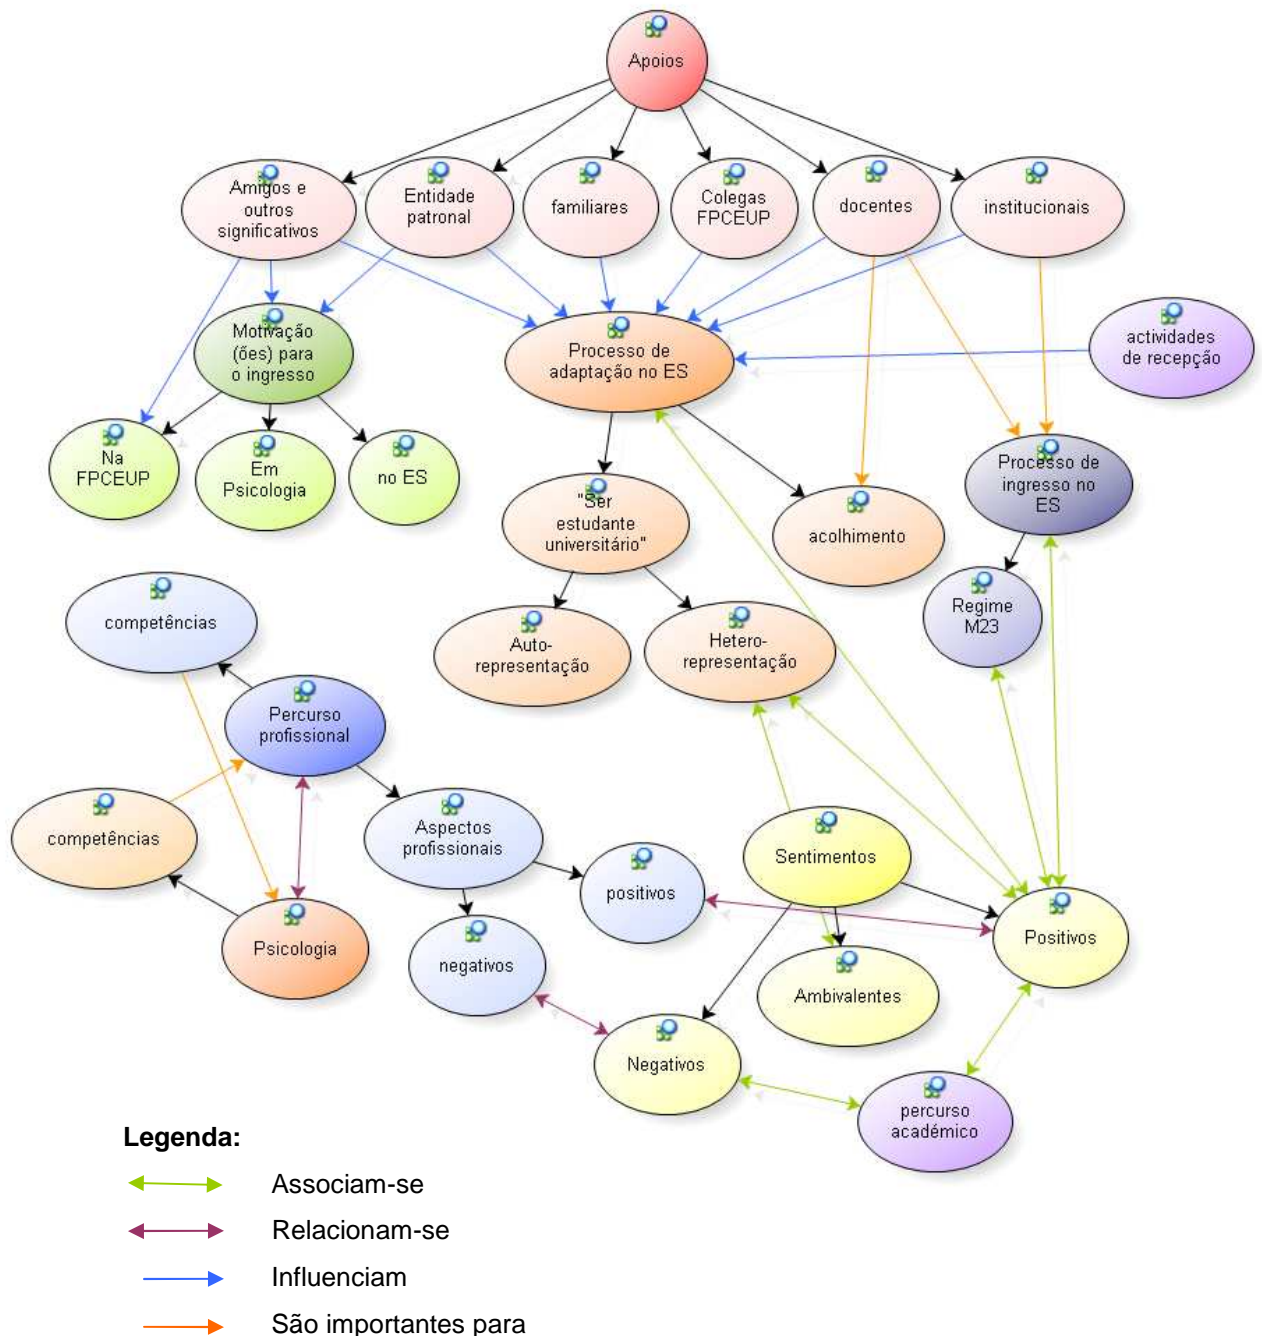 Apoios
Amigos e
outros
significativos
Entidade
patronal
familiares
Colegas
FPCEUP
docentes
institucionais
Motivação
(ões) para
o ingresso
Processo de
adaptação no ES
actividades
de recepção
Na
FPCEUP
Em
Psicologia
no ES
"Ser
estudante
universitário"
acolhimento
Processo de
ingresso no
ES
Regime
M23
competências
Auto-
representação
Hetero-
representação
Percurso
profissional
competências
Aspectos
profissionais
Sentimentos
positivos
Positivos
Psicologia
negativos
Ambivalentes
Negativos
percurso
académico
Legenda:
Associam-se
Relacionam-se
Influenciam
São importantes para